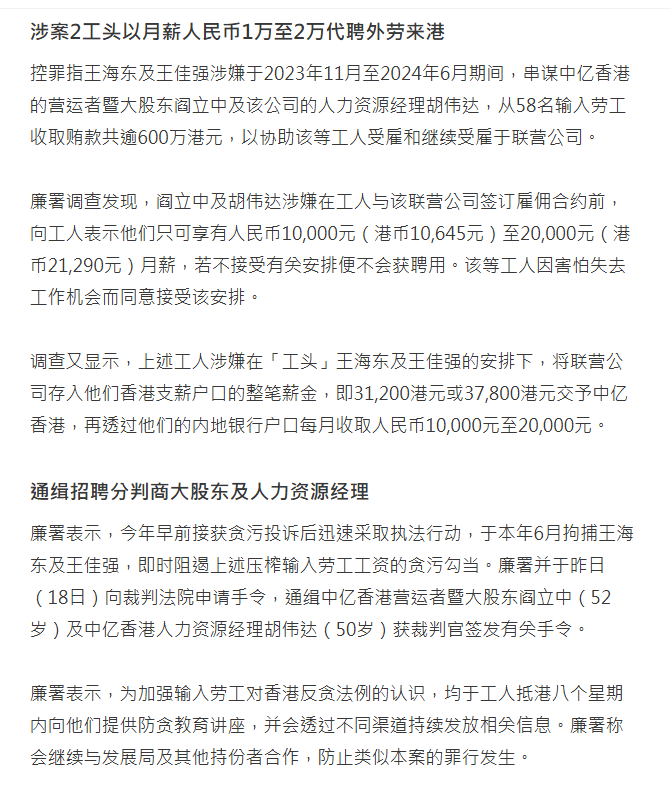 涉案2工头以月薪人民币1万至2万代聘外劳来港
控罪指王海东及王佳强涉嫌于2023年11月至2024年6月期间，串谋中亿香港
的营运者暨大股东阎立中及该公司的人力资源经理胡伟达，从58名输入劳工
收取贿款共逾600万港元，以协助该等工人受雇和继续受雇于联营公司。
廉署调查发现，阎立中及胡伟达涉嫌在工人与该联营公司签订雇佣合约前，
向工人表示他们只可享有人民币10,000元（港币10,645元）至20,000元（港
币21,290元）月薪，若不接受有关安排便不会获聘用。该等工人因害怕失去
工作机会而同意接受该安排。
调查又显示，上述工人涉嫌在「工头」王海东及王佳强的安排下，将联营公
司存入他们香港支薪户口的整笔薪金，即31,200港元或37,800港元交予中亿
香港，再透过他们的内地银行户口每月收取人民币10,000元至20,000元。
通缉招聘分判商大股东及人力资源经理
廉署表示，今年早前接获贪污投诉后迅速采取执法行动，于本年6月拘捕王海
东及王佳强，即时阻遏上述压榨输入劳工工资的贪污勾当。廉署并于昨日
（18日）向裁判法院申请手令，通缉中亿香港营运者暨大股东阎立中（52
岁）及中亿香港人力资源经理胡伟达（50岁）获裁判官签发有关手令。
廉署表示，为加强输入劳工对香港反贪法例的认识，均于工人抵港八个星期
内向他们提供防贪教育讲座，并会透过不同渠道持续发放相关信息。廉署称
会继续与发展局及其他持份者合作，防止类似本案的罪行发生。